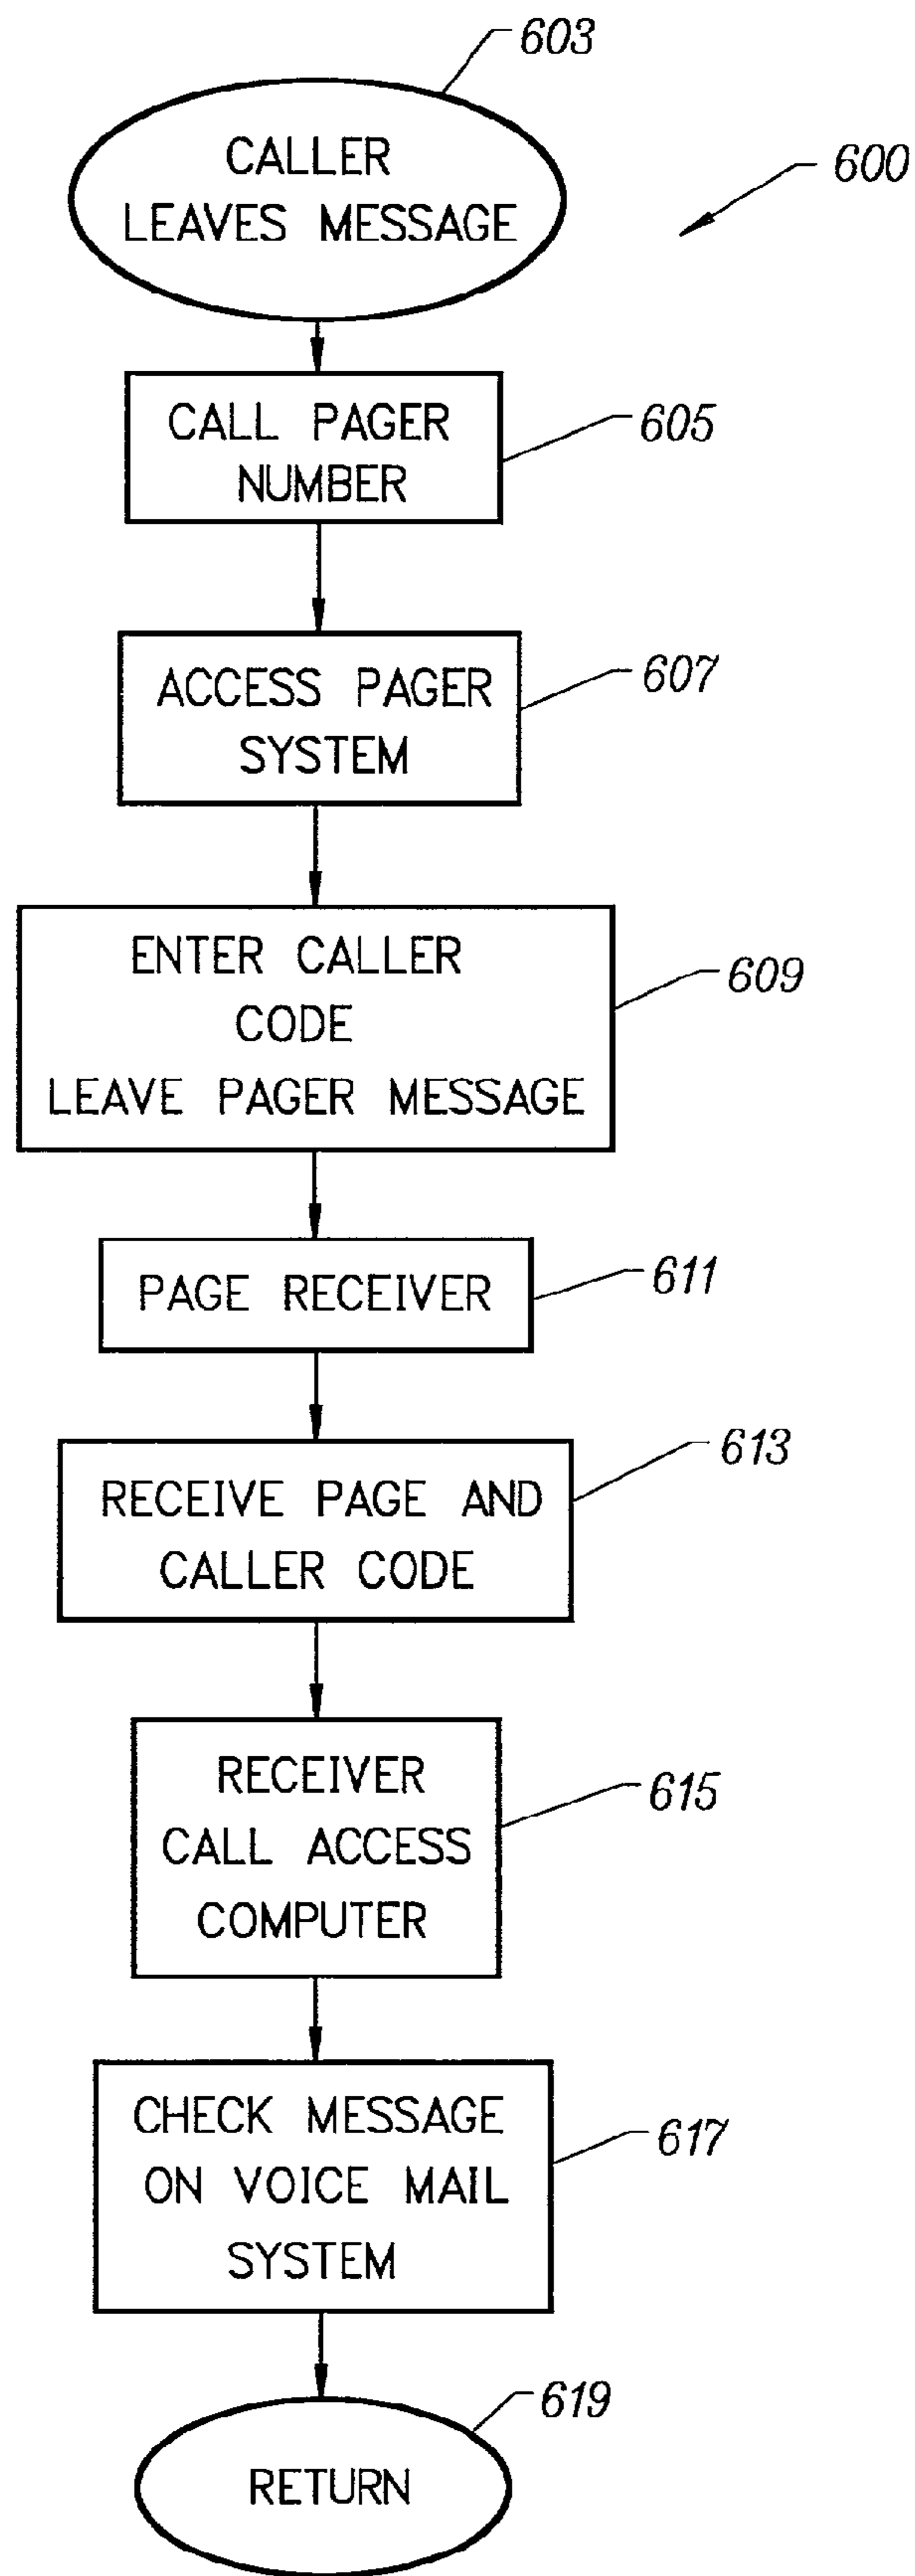 603
CALLER
LEAVES MESSAGE
600
CALL PAGER
NUMBER
605
ACCESS PAGER
SYSTEM
607
ENTER CALLER
CODE
LEAVE PAGER MESSAGE
609
PAGE RECEIVER
611
RECEIVE PAGE AND
CALLER CODE
613
RECEIVER
CALL ACCESS
COMPUTER
615
CHECK MESSAGE
ON VOICE MAIL
SYSTEM
617
RETURN
619